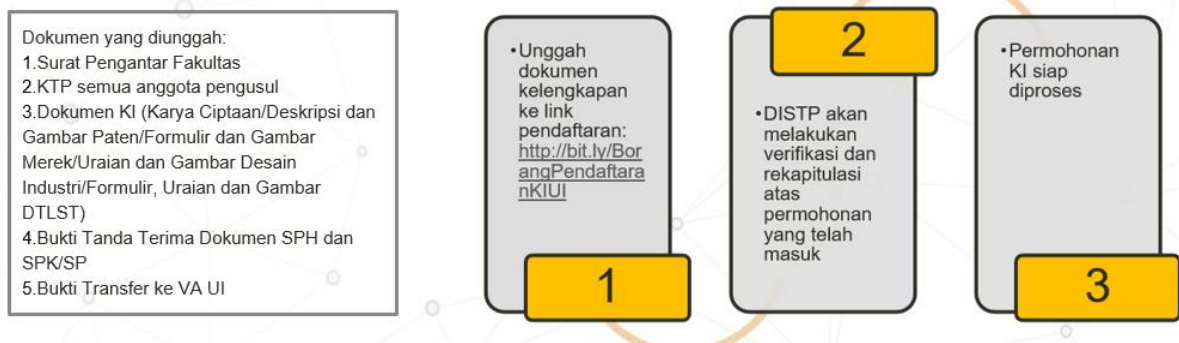 Dokumen yang diunggah:
1.Surat Pengantar Fakultas
2.KTP semua anggota pengusul
3.Dokumen KI (Karya Ciptaan/Deskripsi dan
Gambar Paten/Formulir dan Gambar
Merek/Uraian dan Gambar Desain
Industri/Formulir, Uraian dan Gambar
DTLST)
4.Bukti Tanda Terima Dokumen SPH dan
SPK/SP
5.Bukti Transfer ke VA UI
•Unggah
dokumen
kelengkapan
ke link
pendaftaran:
http://bit.ly/Bor
angPendaftara
nKIUI
1
2
•DISTP akan
melakukan
verifikasi dan
rekapitulasi
atas
permohonan
yang telah
masuk
•Permohonan
KI siap
diproses
3